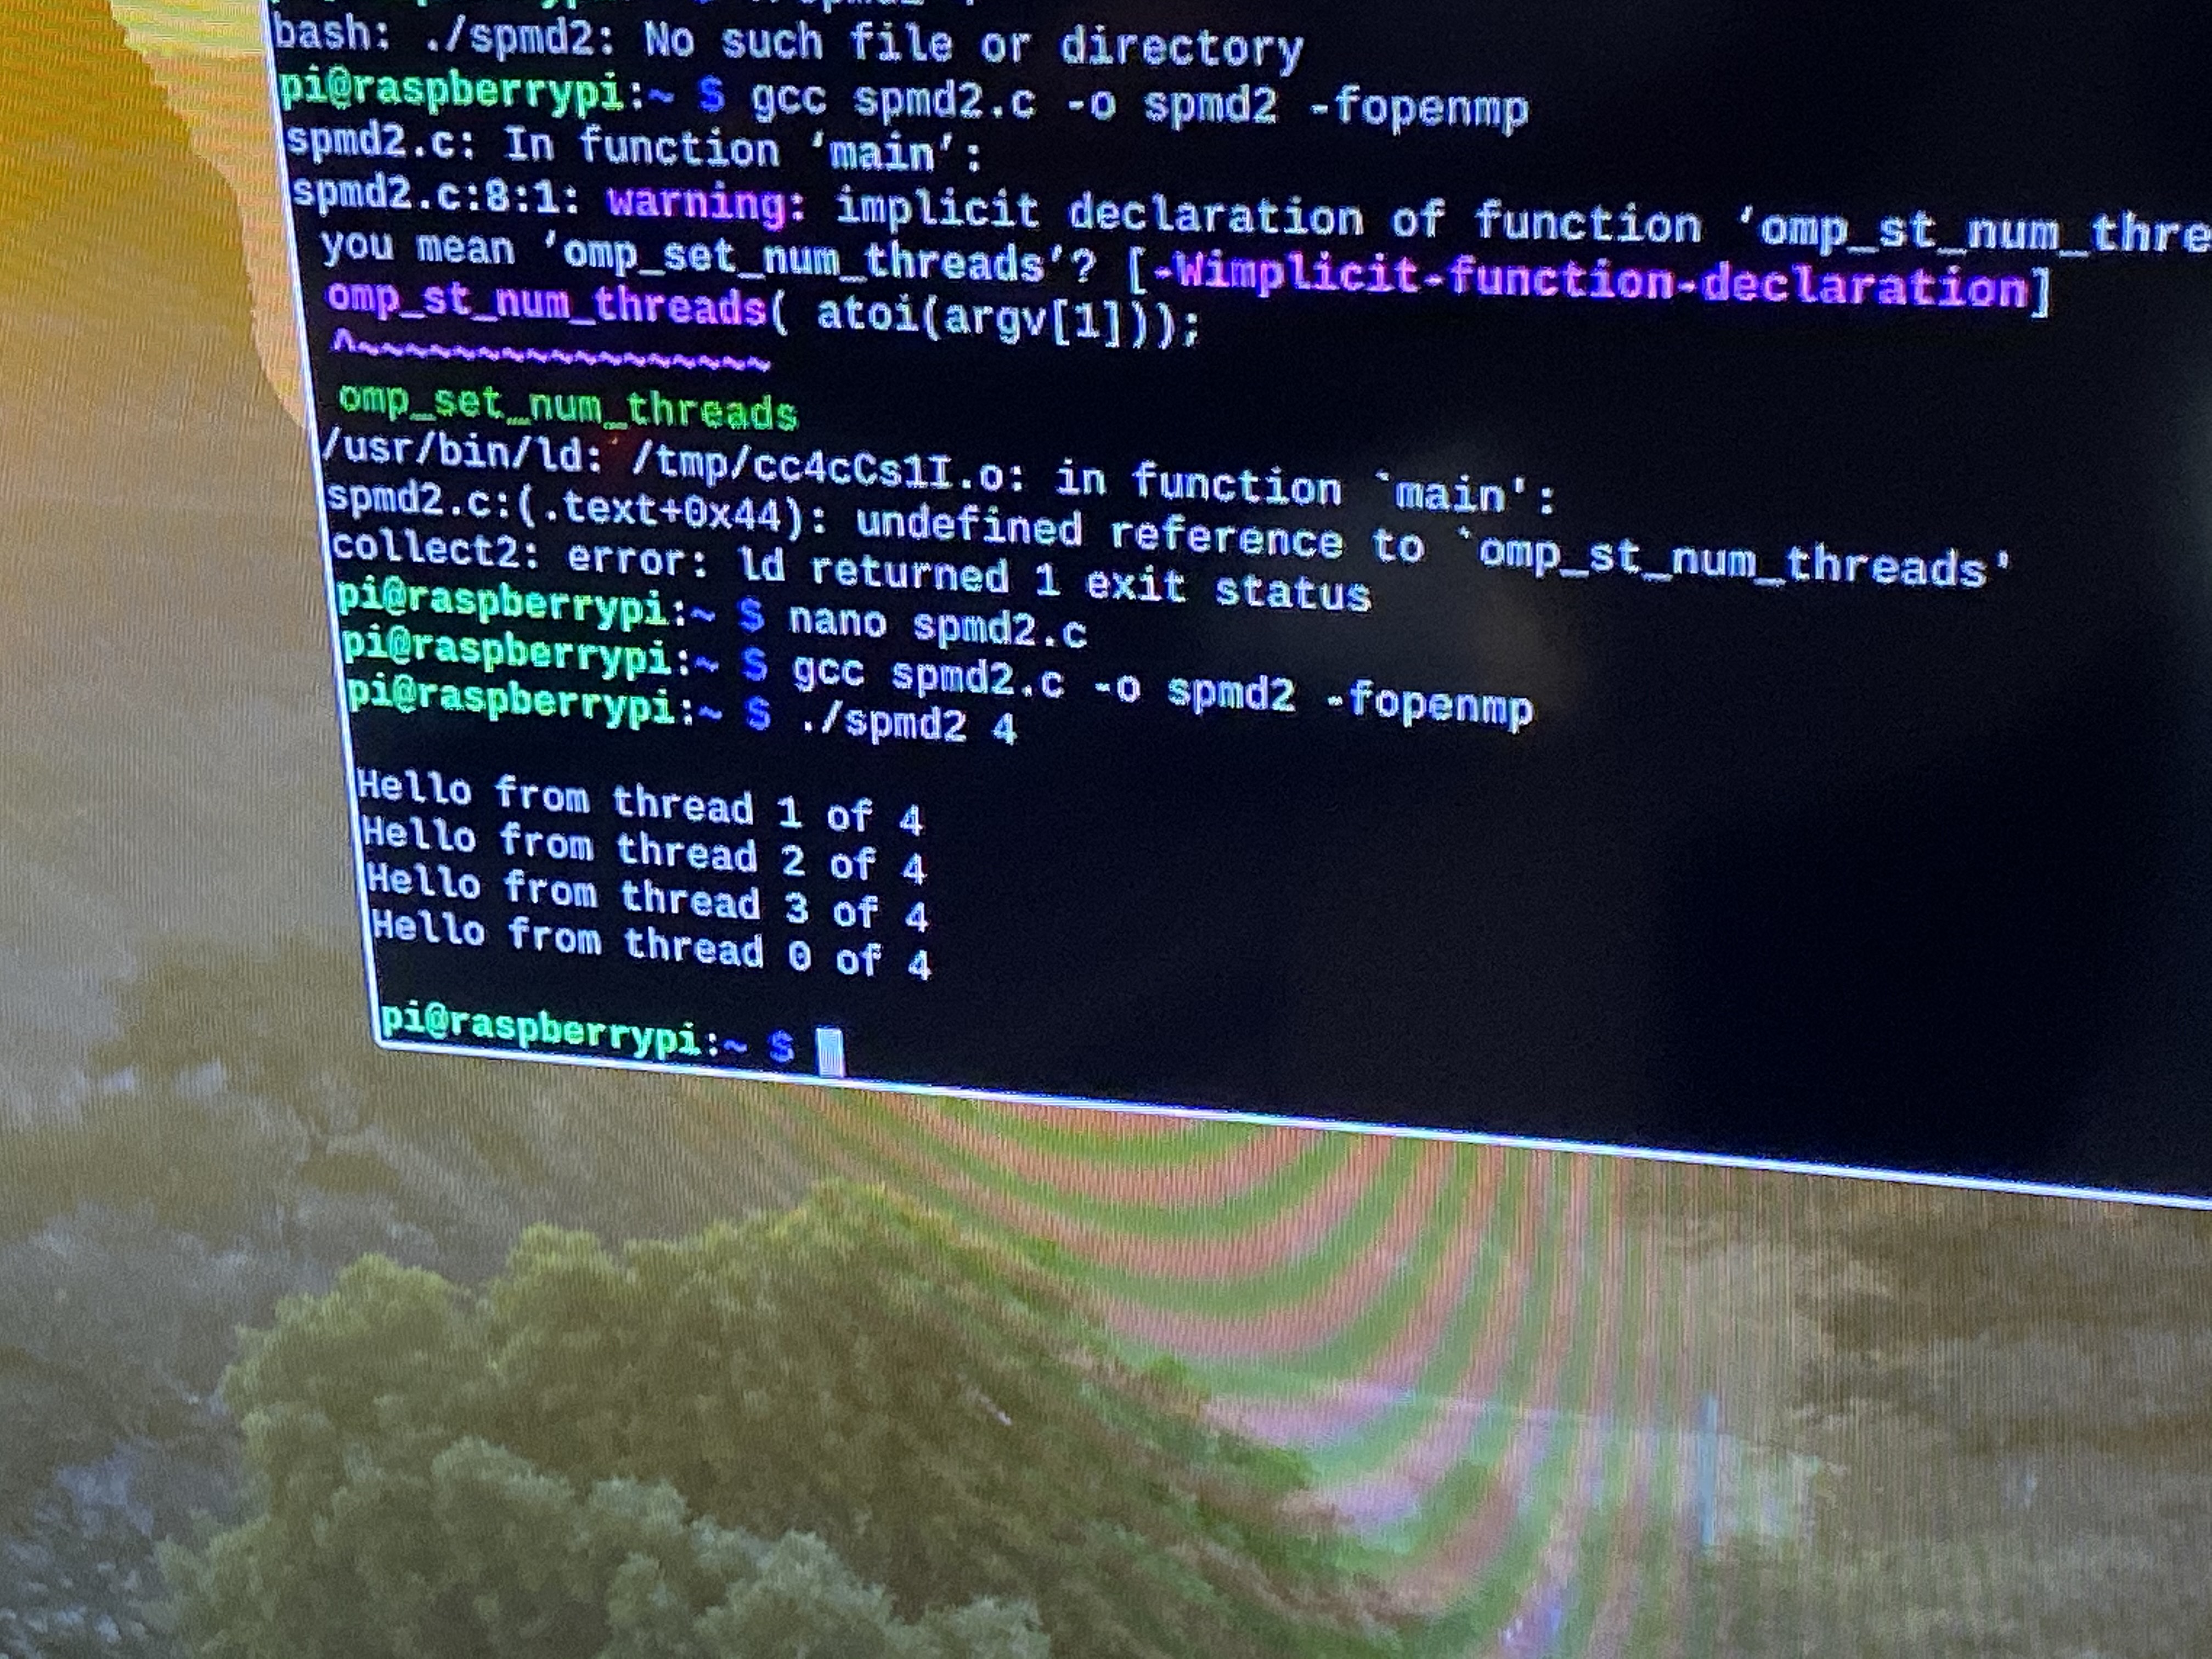 bash: ./spmd2: No such file or directory
pi@raspberrypi:~ $ gcc spmd2.c -o spmd2 -fopenmp
spmd2.c: In function ‘main’:
spmd2.c:8:1: warning: implicit declaration of function ‘omp_st_num_thre
you mean ‘omp_set_num_threads’? [-Wimplicit-function-declaration]
omp_st_num_threads( atoi(argv[1]));
^~~~~~~~~~~~~~~~~~
omp_set_num_threads
/usr/bin/ld: /tmp/cc4cCs1I.o: in function `main':
spmd2.c:(.text+0x44): undefined reference to `omp_st_num_threads'
collect2: error: ld returned 1 exit status
pi@raspberrypi:~ $ nano spmd2.c
pi@raspberrypi:~ $ gcc spmd2.c -o spmd2 -fopenmp
pi@raspberrypi:~ $ ./spmd2 4
Hello from thread 1 of 4
Hello from thread 2 of 4
Hello from thread 3 of 4
Hello from thread 0 of 4
pi@raspberrypi:~ $